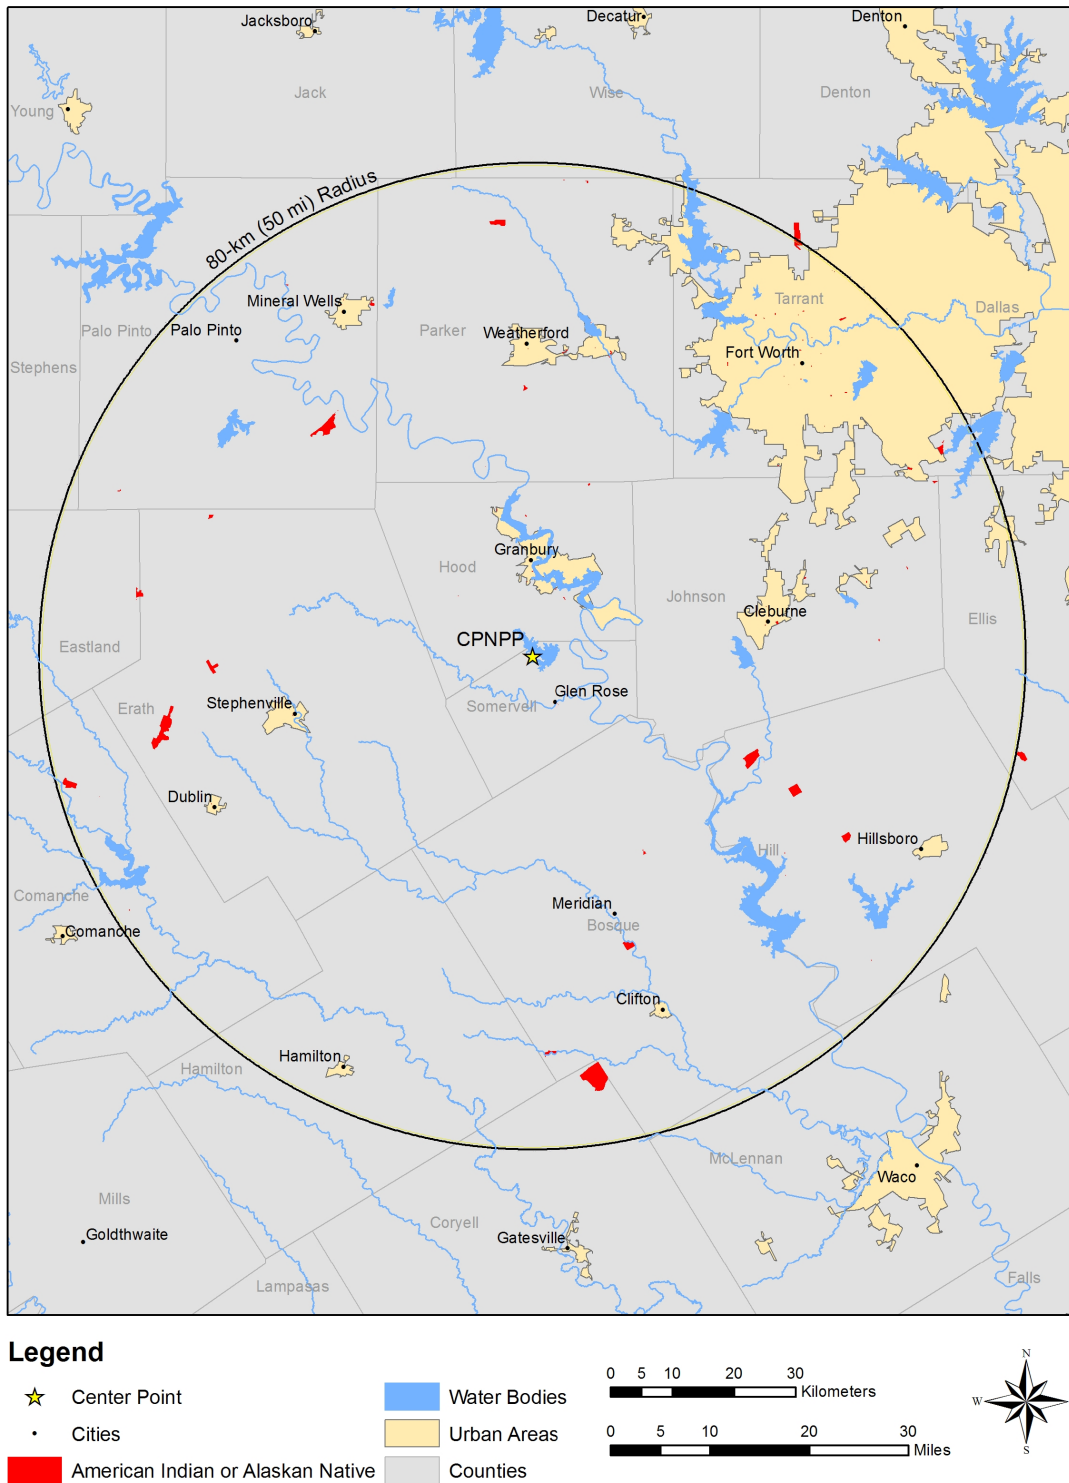 Jacksboro
Decatur
Denton
Young
Jack
Wise
Denton
80-km (50 mi) Radius
Mineral Wells
Palo Pinto
Palo Pinto
Parker
Weatherford
Tarrant
Dallas
Fort Worth
Stephens
Granbury
Hood
Johnson
Cleburne
Ellis
Eastland
CPNPP
Glen Rose
Somervell
Erath
Stephenville
Dublin
Hillsboro
Hill
Comanche
Comanche
Meridian
Bosque
Clifton
Hamilton
Hamilton
McLennan
Waco
Mills
Goldthwaite
Coryell
Gatesville
Lampasas
Falls
Legend
Center Point
Cities
American Indian or Alaskan Native
Water Bodies
Urban Areas
Counties
0 5 10 20 30
Kilometers
0 10 20 30
Miles
N
W
S